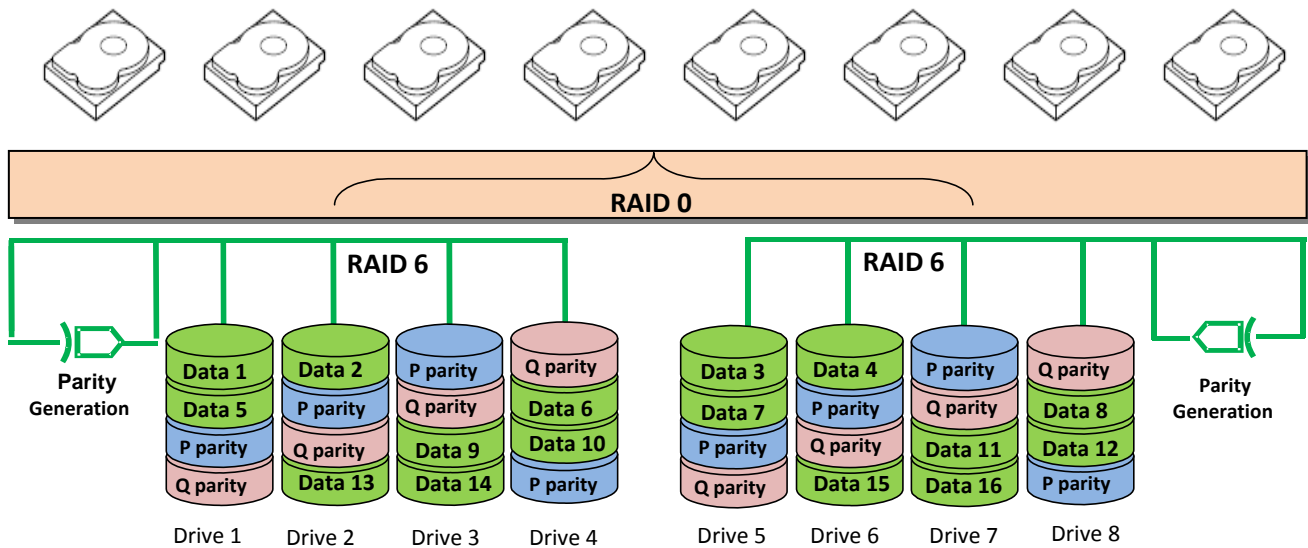 RAID 0
RAID 6
RAID 6
Parity
Generation
Data 1
Data 5
P parity
Q parity
Drive 1
Data 2
P parity
Q parity
Data 13
Drive 2
P parity
Q parity
Data 9
Data 14
Drive 3
Q parity
Data 6
Data 10
P parity
Drive 4
Data 3
Data 7
P parity
Q parity
Drive 5
Data 4
P parity
Q parity
Data 15
Drive 6
P parity
Q parity
Data 11
Data 16
Drive 7
Q parity
Data 8
Data 12
P parity
Drive 8
Parity
Generation